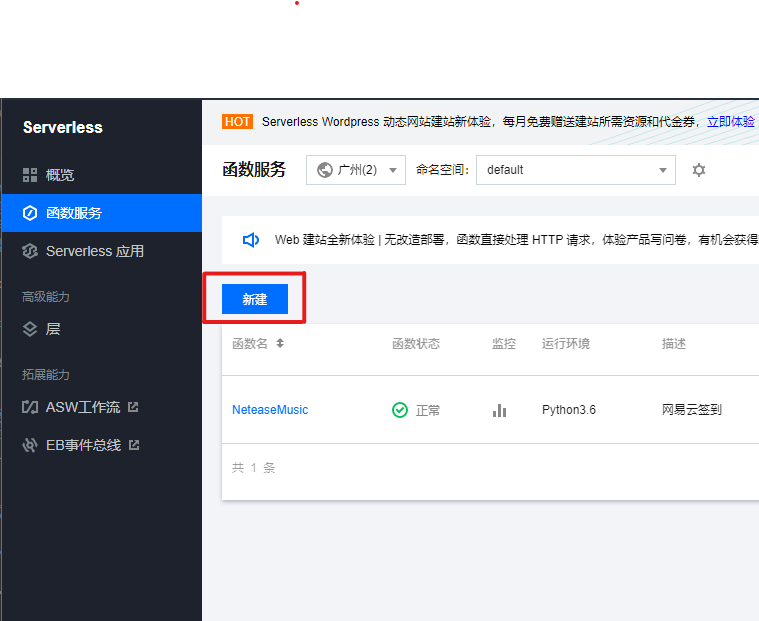 Serverless
概览
函数服务
Serverless 应用
高级能力
层
拓展能力
ASW工作流
EB事件总线
HOT Serverless Wordpress 动态网站建站新体验，每月免费赠送建站所需资源和代金券，立即体验
函数服务 广州(2) 命名空间: default
Web 建站全新体验 | 无改造部署，函数直接处理 HTTP 请求，体验产品写问卷，有机会获得
新建
函数名 函数状态 监控 运行环境 描述
NeteaseMusic 正常 Python3.6 网易云签到
共 1 条